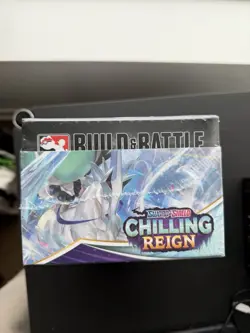 BUILD & BATTLE
SWORD & SHIELD
CHILLING
REIGN